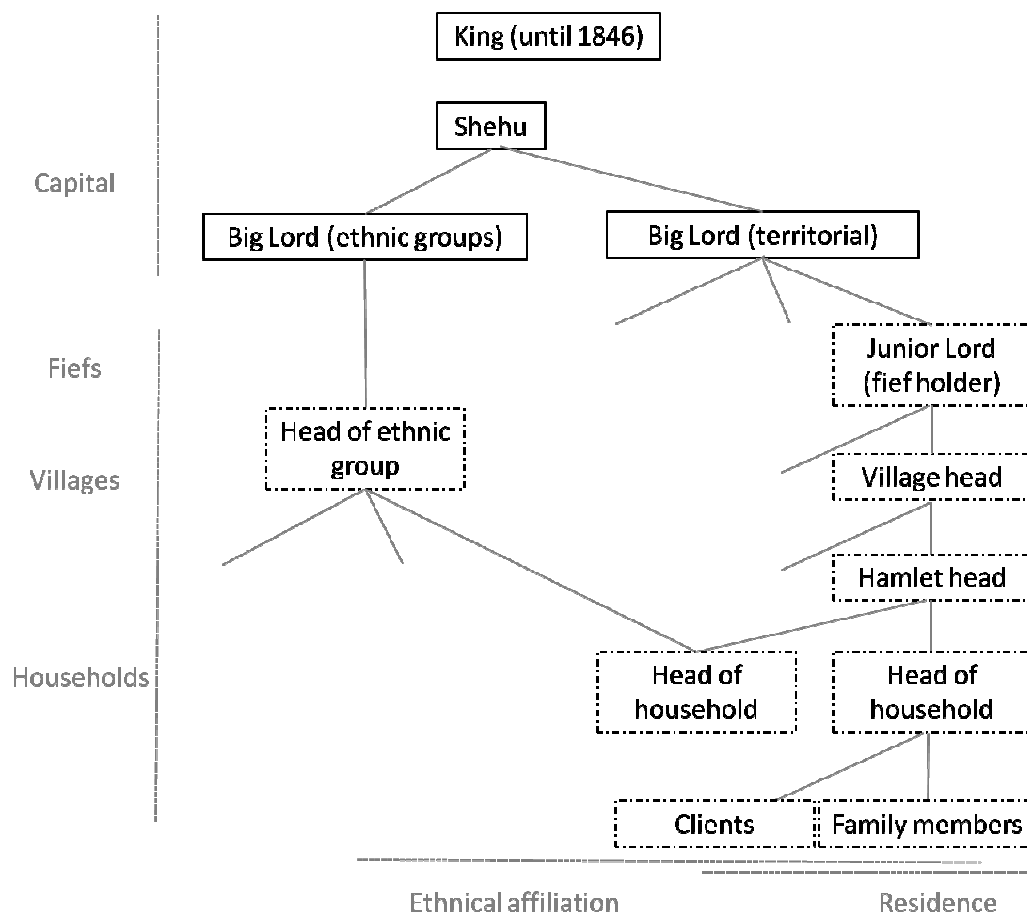 King (until 1846)
Shehu
Capital
Big Lord (ethnic groups)
Big Lord (territorial)
Fiefs
Junior Lord
(fief holder)
Head of ethnic
group
Villages
Village head
Hamlet head
Households
Head of
household
Head of
household
Clients
Family members
Ethnical affiliation
Residence